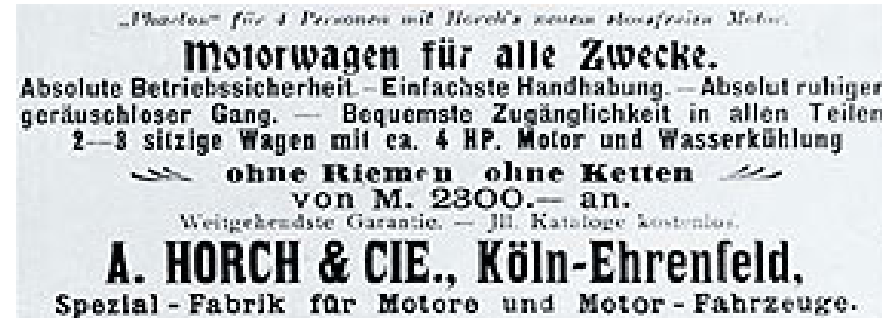 „Phaeton“ für 4 Personen mit Horch's neuem stossfreien Motor.
Motorwagen für alle Zwecke.
Absolute Betriebssicherheit. – Einfachste Handhabung. – Absolut ruhiger
geräuschloser Gang. — Bequemste Zugänglichkeit in allen Teilen
2—3 sitzige Wagen mit ca. 4 HP. Motor und Wasserkühlung
ohne Riemen ohne Ketten
von M. 2300.— an.
Weitgehendste Garantie. — Jll. Kataloge kostenlos.
A. HORCH & CIE., Köln-Ehrenfeld,
Spezial-Fabrik für Motore und Motor-Fahrzeuge.